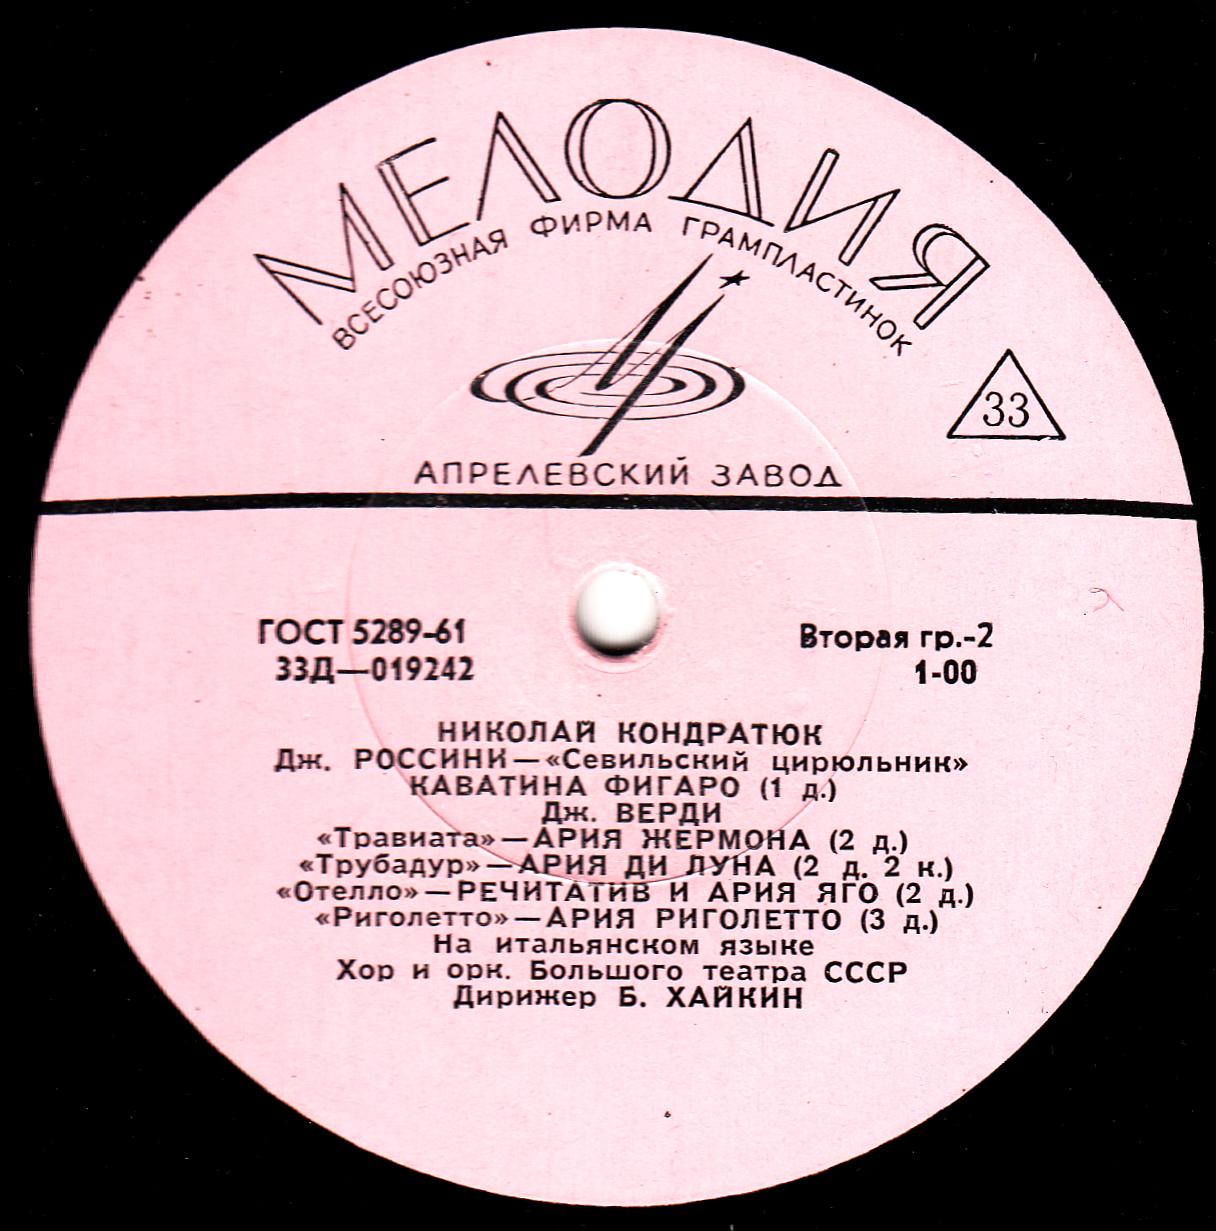 МЕЛОДИЯ
ВСЕСОЮЗНАЯ ФИРМА ГРАМПЛАСТИНОК
33
АПРЕЛЕВСКИЙ ЗАВОД
ГОСТ 5289-61
33Д—019242
Вторая гр.-2
1-00
НИКОЛАЙ КОНДРАТЮК
Дж. РОССИНИ—«Севильский цирюльник»
КАВАТИНА ФИГАРО (1 д.)
Дж. ВЕРДИ
«Травиата»—АРИЯ ЖЕРМОНА (2 д.)
«Трубадур»—АРИЯ ДИ ЛУНА (2 д. 2 к.)
«Отелло»—РЕЧИТАТИВ И АРИЯ ЯГО (2 д.)
«Риголетто»—АРИЯ РИГОЛЕТТО (3 д.)
На итальянском языке
Хор и орк. Большого театра СССР
Дирижер Б. ХАЙКИН